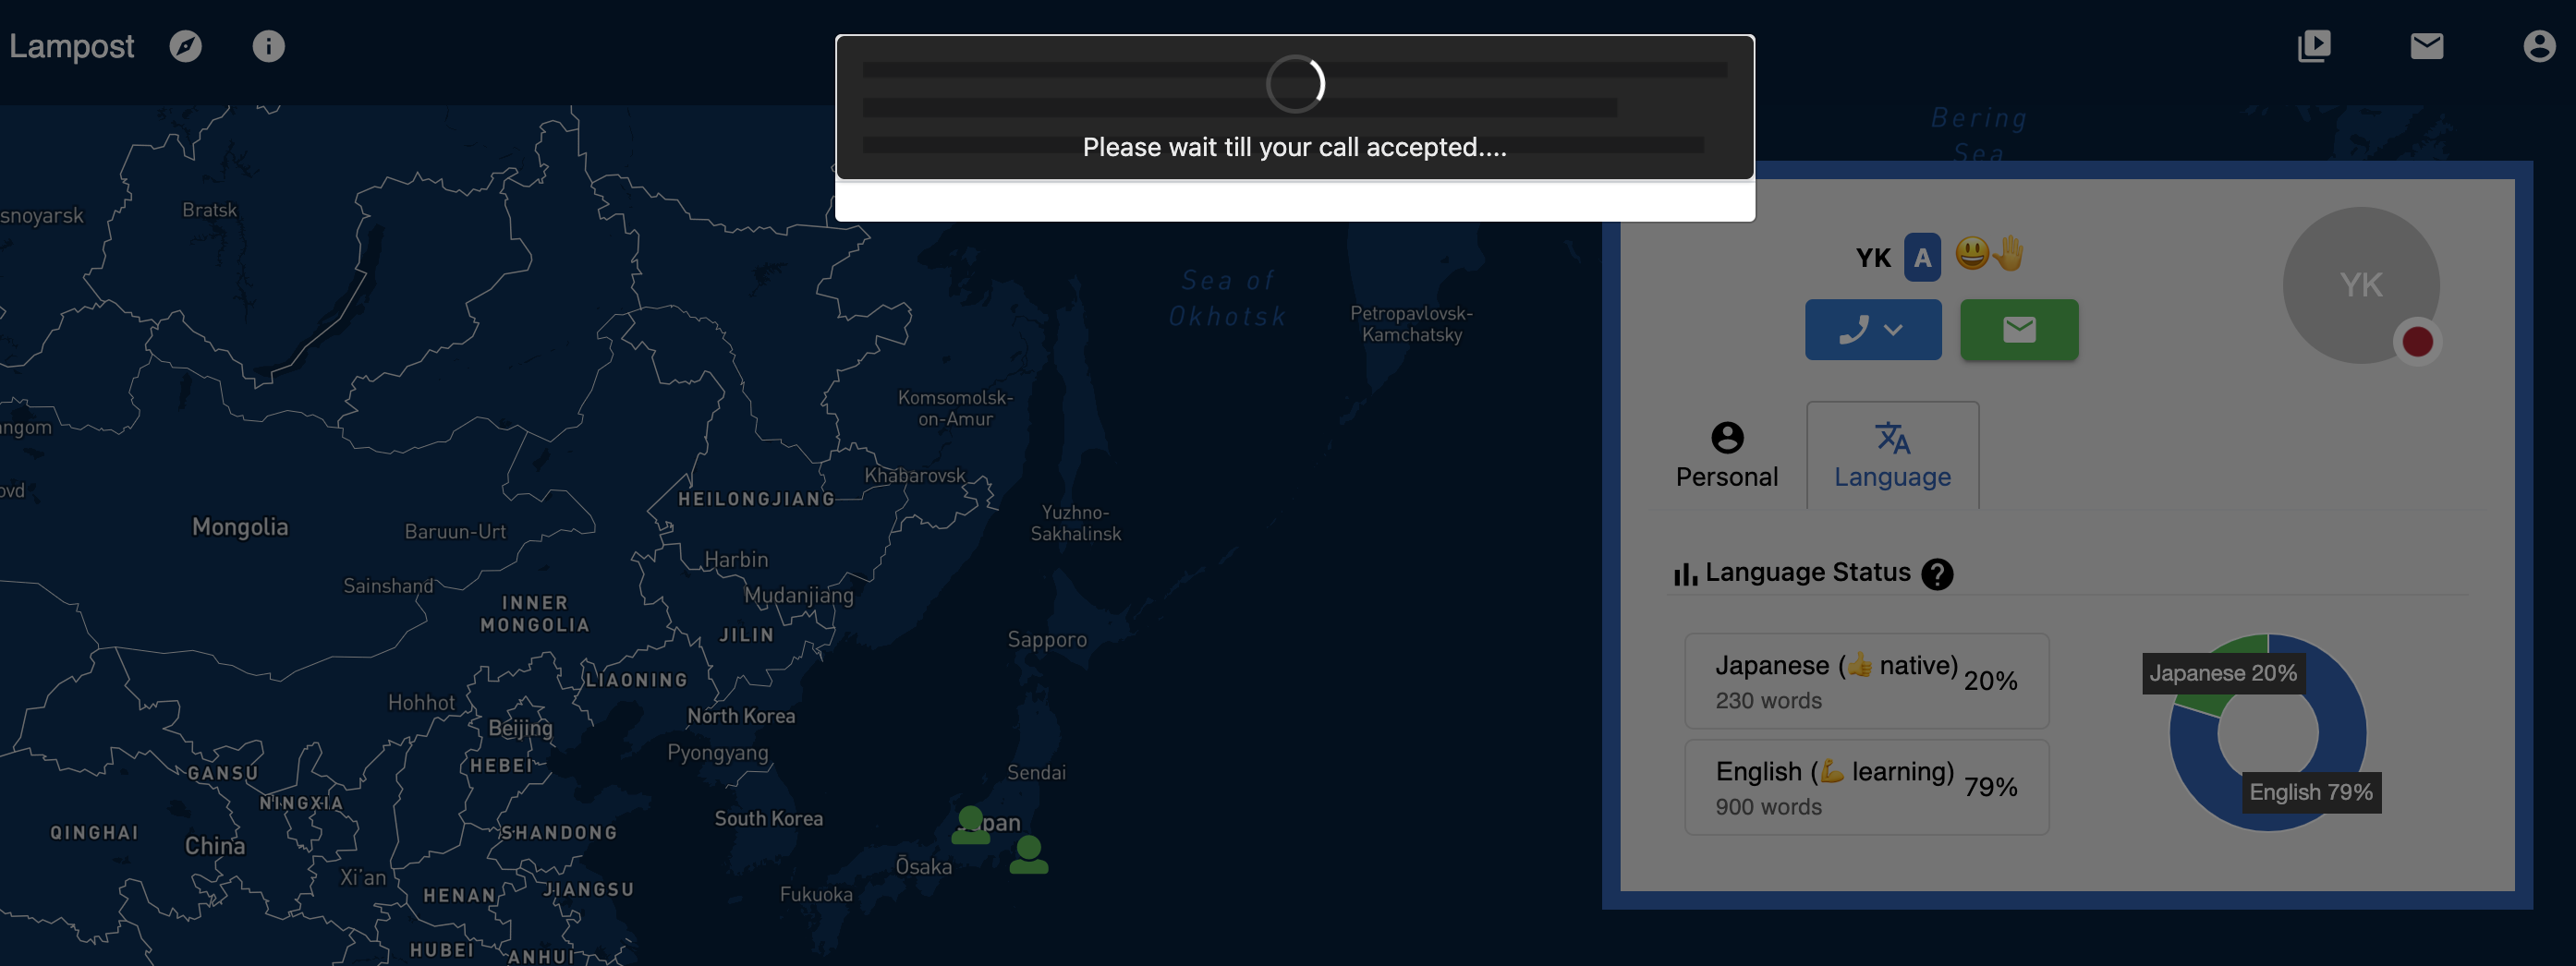 Lampost
Please wait till your call accepted....
Bering
Sea
snoyarsk
Bratsk
Sea of
Okhotsk
Petropavlovsk-
Kamchatsky
Komsomolsk-
on-Amur
angom
Khabarovsk
ovd
HEILONGJIANG
Yuzhno-
Sakhalinsk
Mongolia
Baruun-Urt
Harbin
Sainshand
Mudanjiang
INNER
MONGOLIA
JILIN
Sapporo
LIAONING
Hohhot
North Korea
Beijing
Pyongyang
HEBEI
GANSU
Sendai
NINGXIA
South Korea
Japan
QINGHAI
SHANDONG
China
Ōsaka
Xi'an
HENAN
JIANGSU
Fukuoka
HUBEI
ANHUI
YK A 😃🤚
YK
Personal
Language
Language Status ?
Japanese (👍 native) 20%
230 words
English (💪 learning) 79%
900 words
Japanese 20%
English 79%